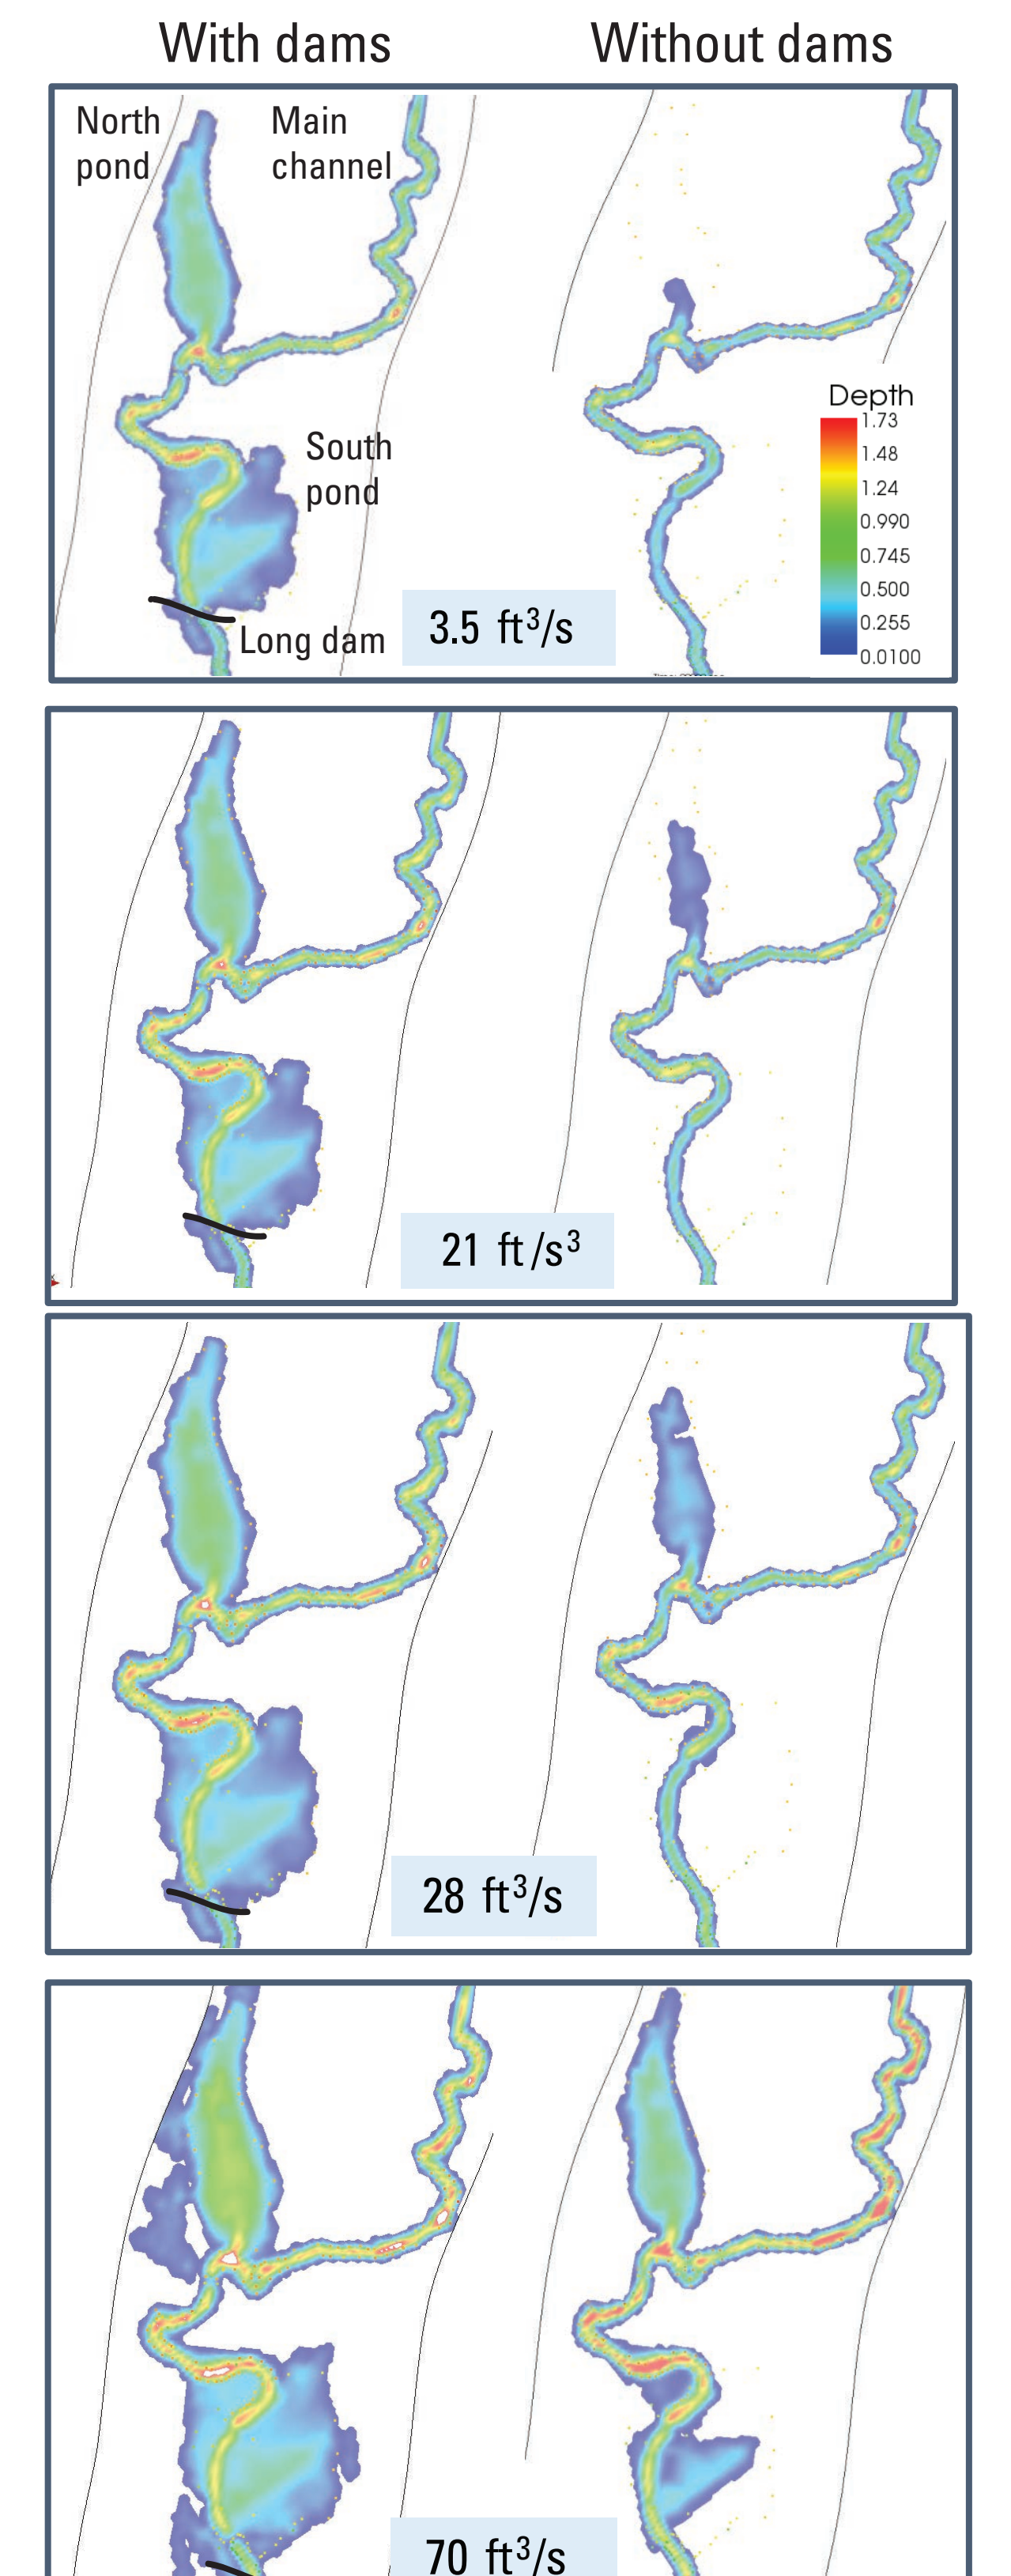 With dams Without dams
North
pond
Main
channel
South
pond
Long dam
3.5 ft³/s
Depth
1.73
1.48
1.24
0.990
0.745
0.500
0.255
0.0100
21 ft /s³
28 ft³/s
70 ft³/s